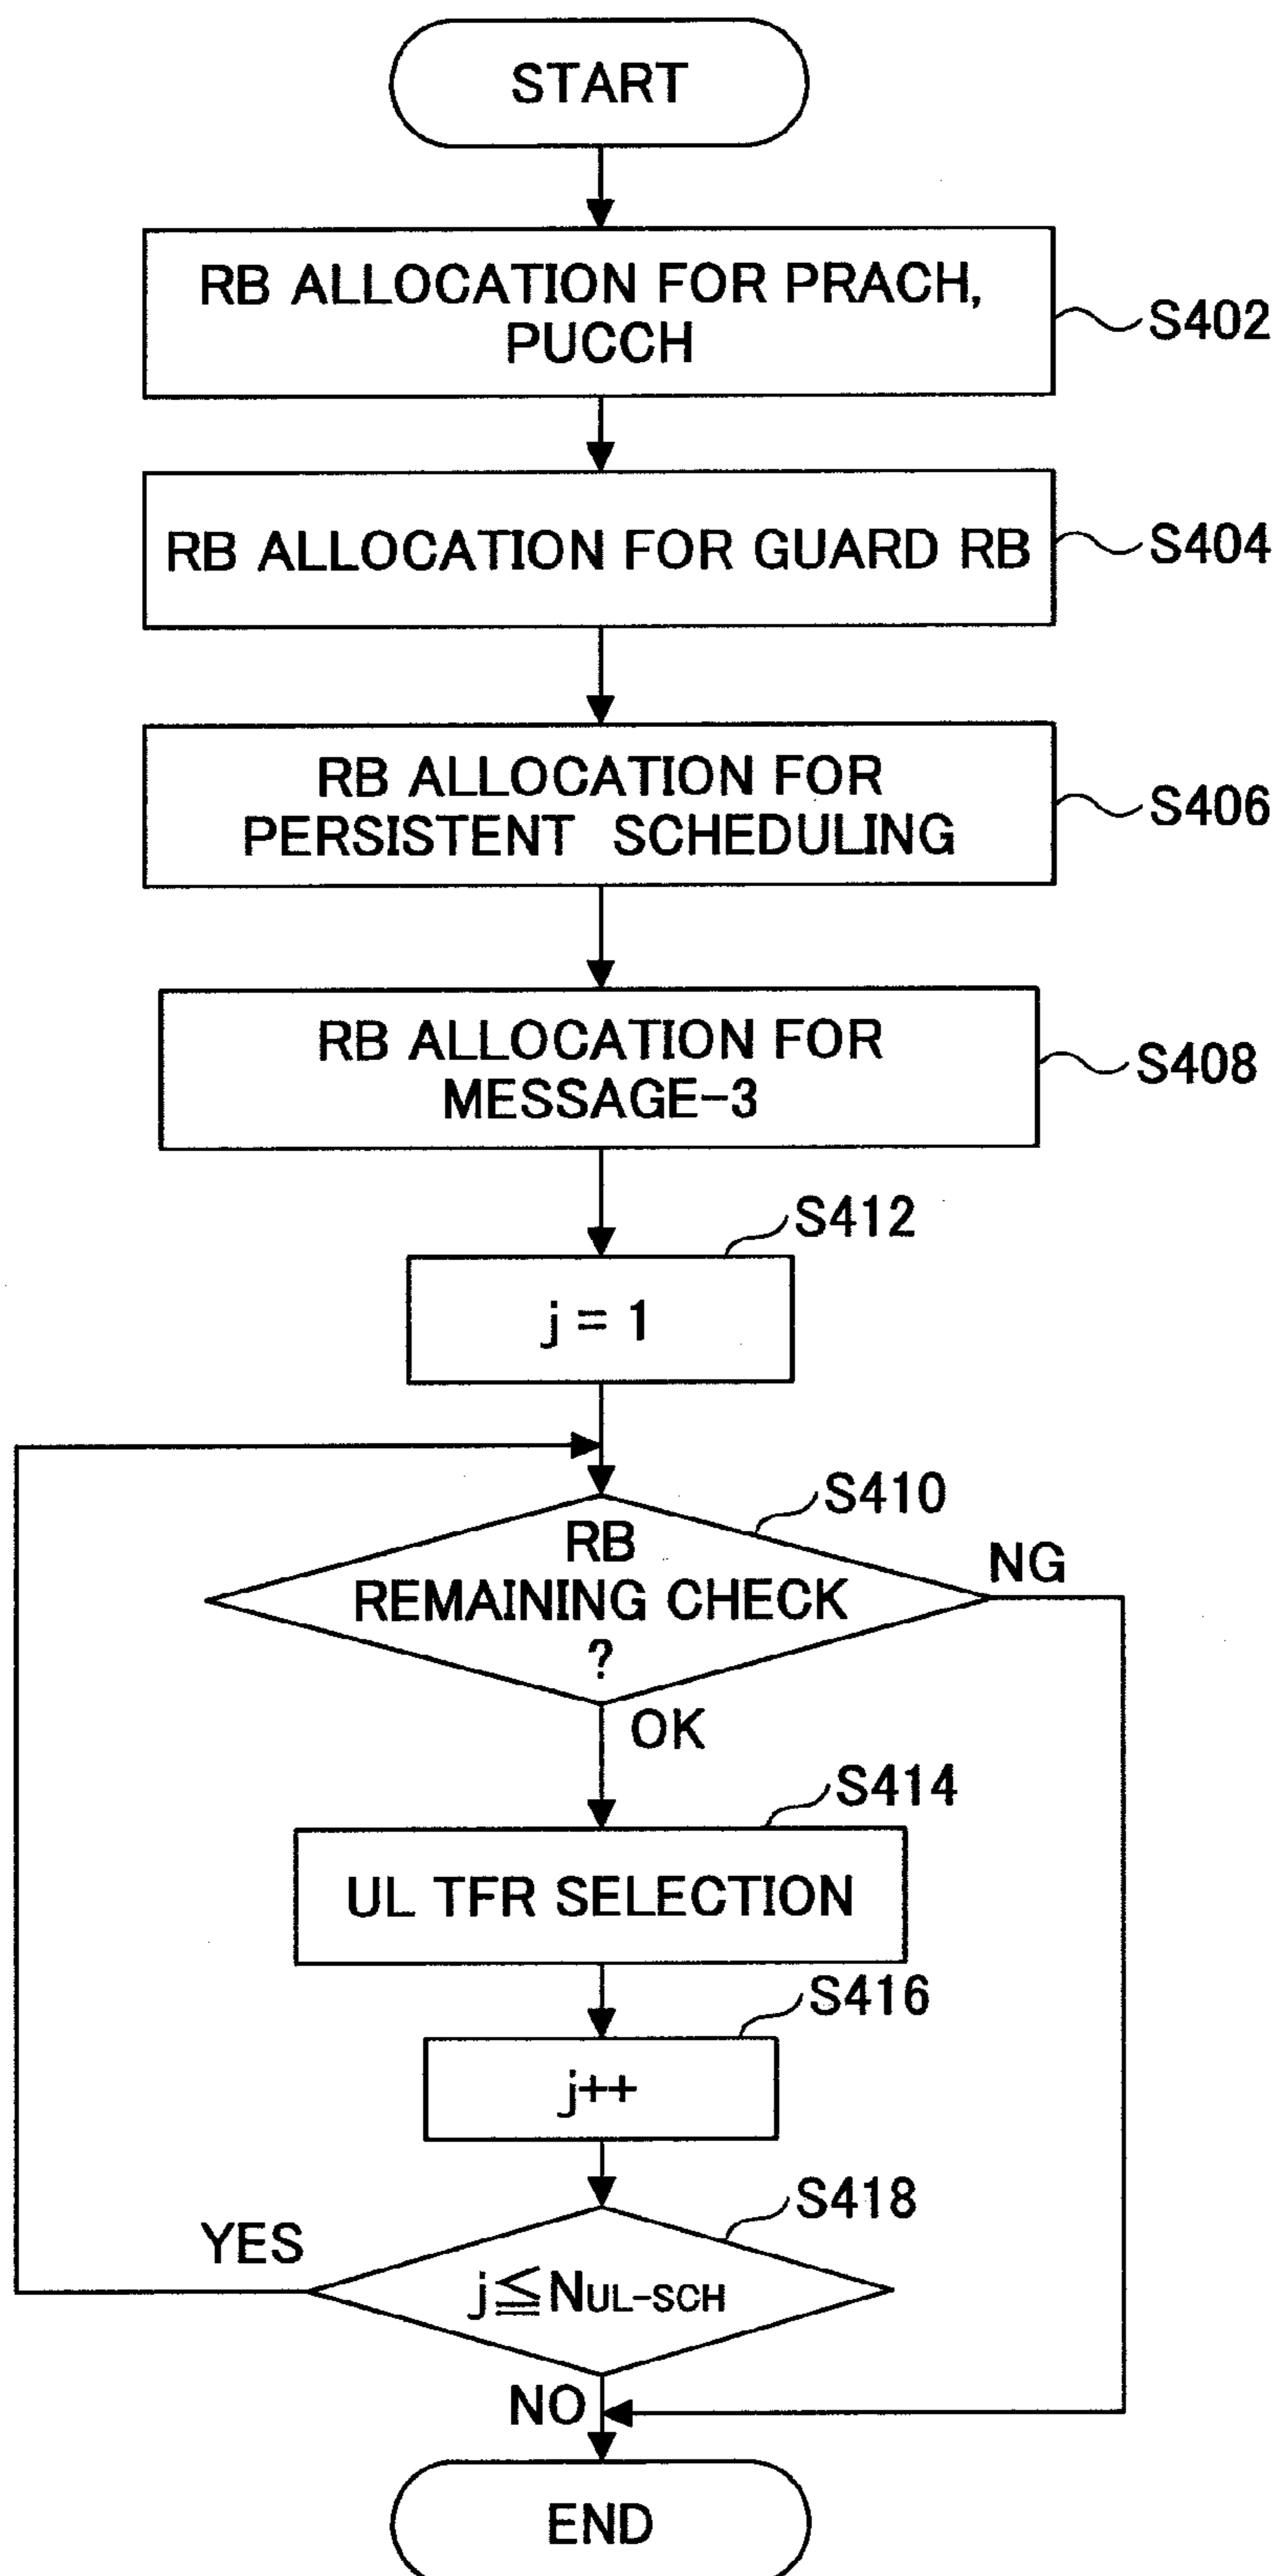 START
RB ALLOCATION FOR PRACH,
PUCCH
S402
RB ALLOCATION FOR GUARD RB
S404
RB ALLOCATION FOR
PERSISTENT SCHEDULING
S406
RB ALLOCATION FOR
MESSAGE-3
S408
S412
j = 1
S410
RB
REMAINING CHECK
?
NG
OK
S414
UL TFR SELECTION
S416
j++
S418
YES
j≦NUL-SCH
NO
END